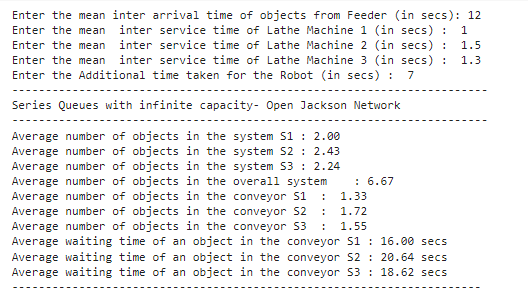 Enter the mean inter arrival time of objects from Feeder (in secs): 12
Enter the mean  inter service time of Lathe Machine 1 (in secs) :  1
Enter the mean  inter service time of Lathe Machine 2 (in secs) :  1.5
Enter the mean  inter service time of Lathe Machine 3 (in secs) :  1.3
Enter the Additional time taken for the Robot (in secs) :  7
-----------------------------------------------------------------
Series Queues with infinite capacity- Open Jackson Network
-----------------------------------------------------------------
Average number of objects in the system S1 : 2.00
Average number of objects in the system S2 : 2.43
Average number of objects in the system S3 : 2.24
Average number of objects in the overall system    : 6.67
Average number of objects in the conveyor S1  :  1.33
Average number of objects in the conveyor S2  :  1.72
Average number of objects in the conveyor S3  :  1.55
Average waiting time of an object in the conveyor S1 : 16.00 secs
Average waiting time of an object in the conveyor S2 : 20.64 secs
Average waiting time of an object in the conveyor S3 : 18.62 secs
----------------------------------------------------------------